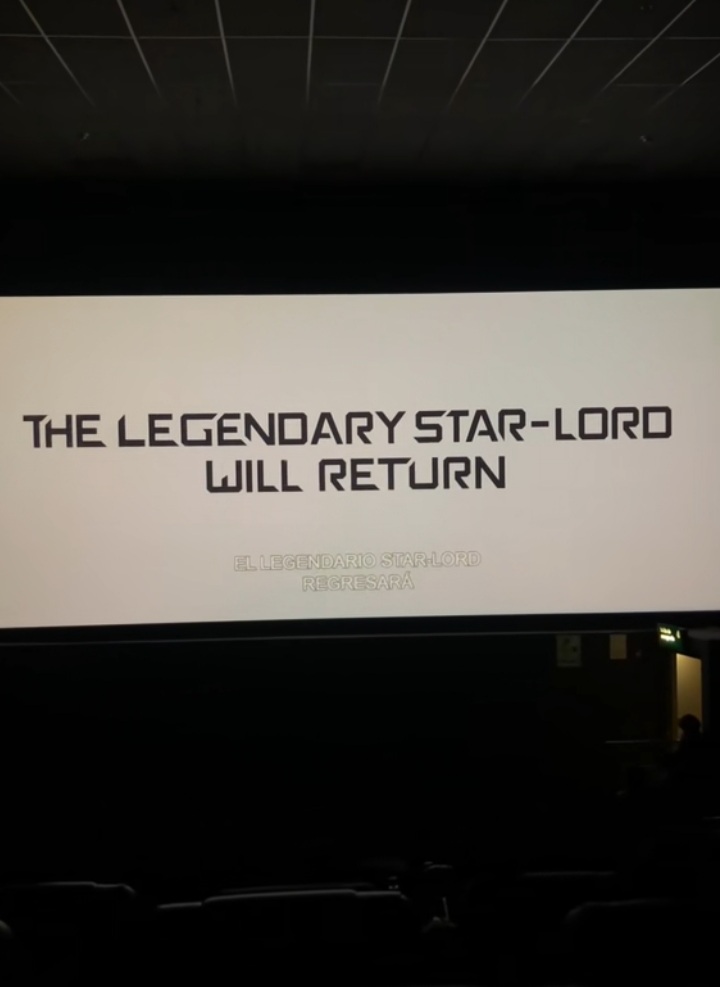 THE LEGENDARY STAR-LORD
WILL RETURN
EL LEGENDARIO STAR-LORD
REGRESARÁ